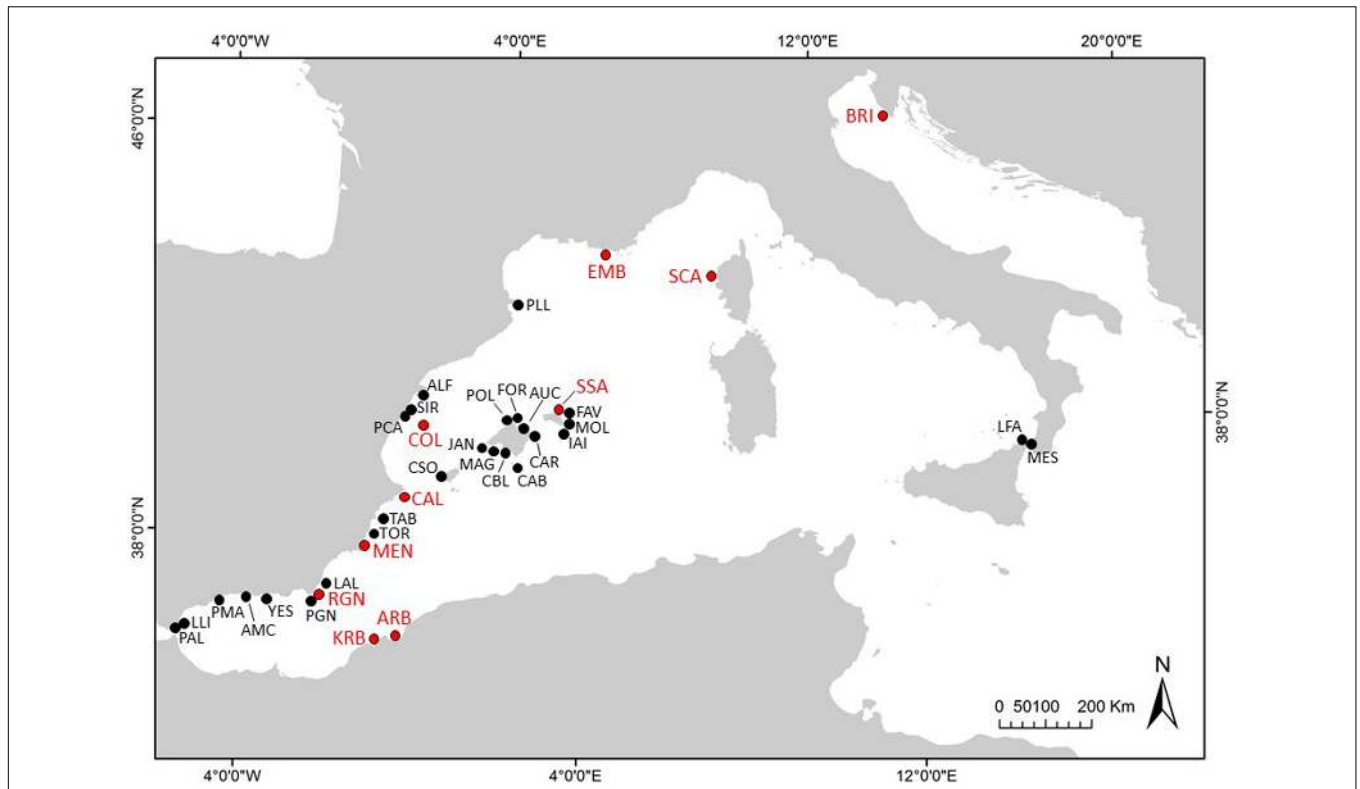 4°0'0"W
4°0'0"E
12°0'0"E
20°0'0"E
46°0'0"N
BRI
EMB
SCA
PLL
ALF
SIR
PCA
COL
POL
FOR
AUC
SSA
FAV
MOL
IAI
JAN
MAG
CBL
CAB
CAR
CSO
CAL
LFA
MES
38°0'0"N
38°0'0"N
TAB
TOR
MEN
LAL
RGN
PGN
YES
AMC
PMA
LLI
PAL
KRB
ARB
N
0 50100 200 Km
4°0'0"W
4°0'0"E
12°0'0"E